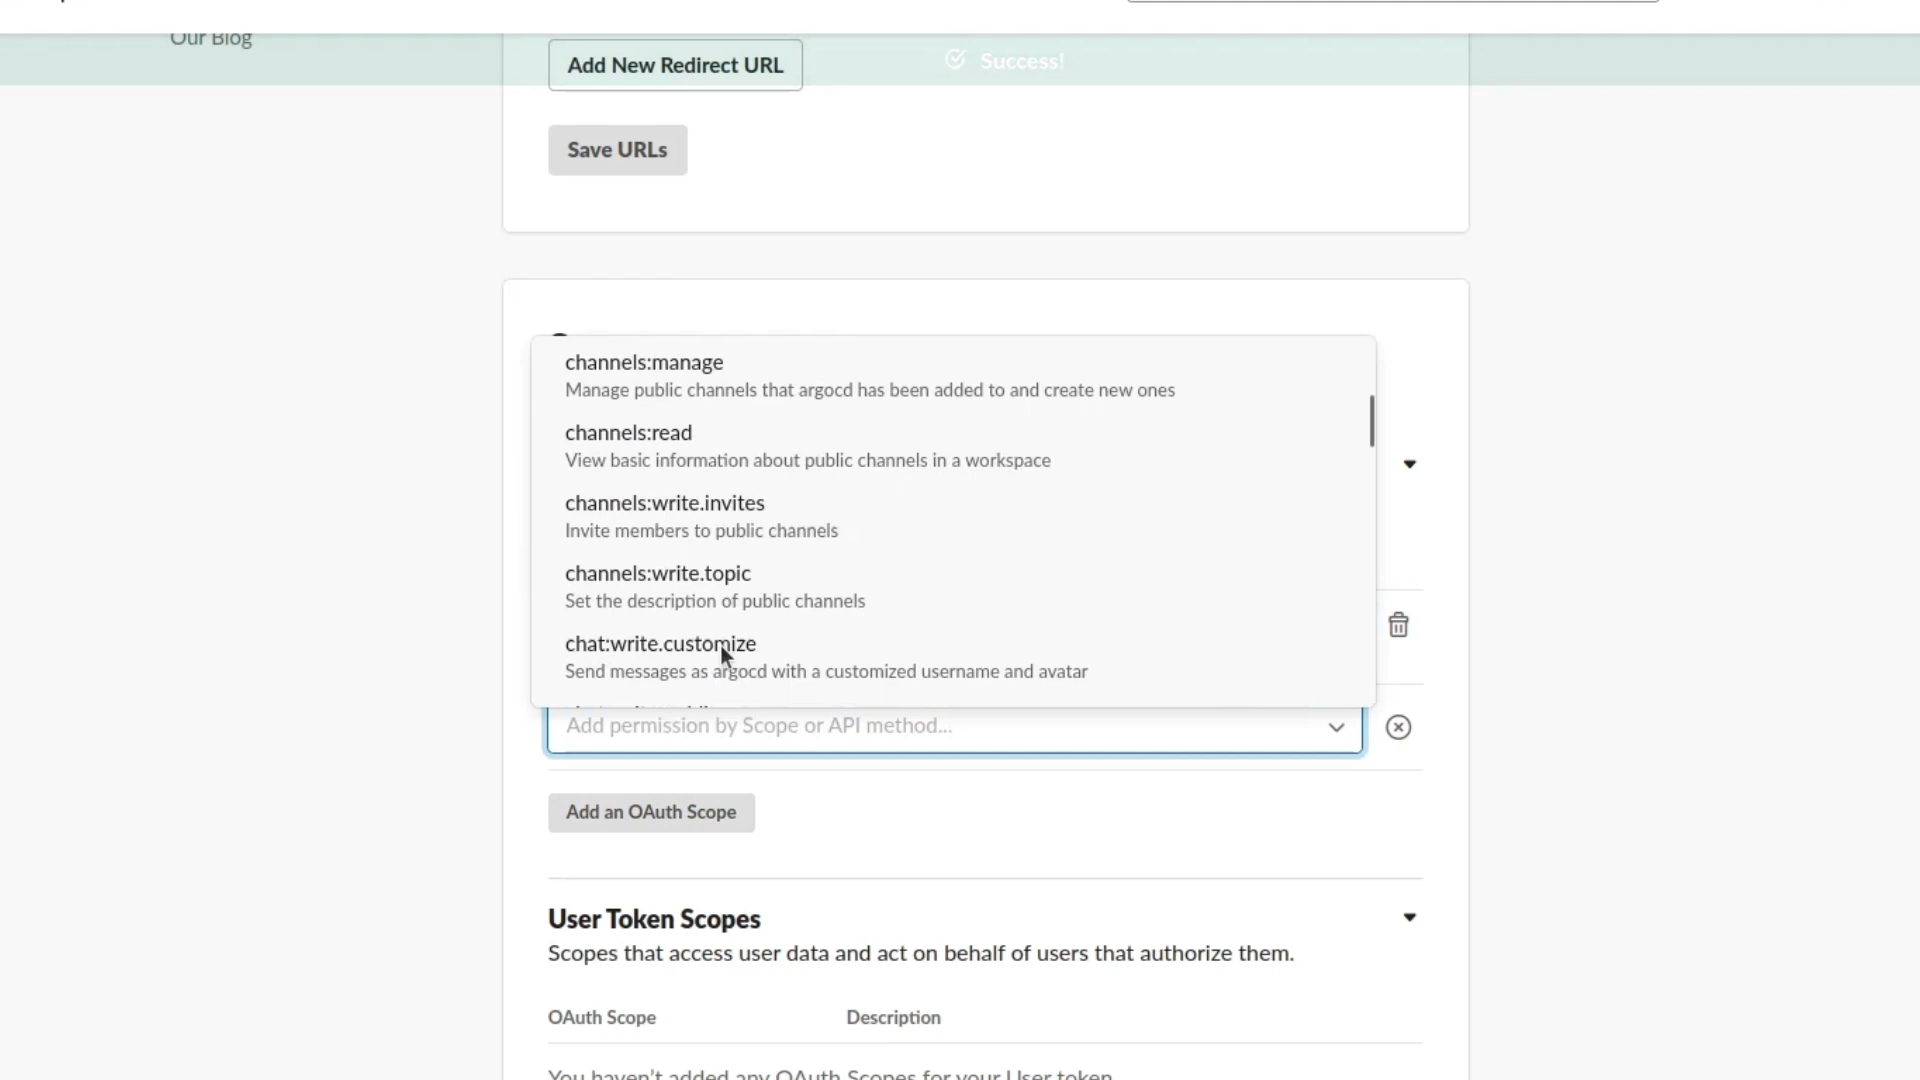 Our Blog
Add New Redirect URL
Success!
Save URLs
channels:manage
Manage public channels that argocd has been added to and create new ones
channels:read
View basic information about public channels in a workspace
channels:write.invites
Invite members to public channels
channels:write.topic
Set the description of public channels
chat:write.customize
Send messages as argocd with a customized username and avatar
Add permission by Scope or API method...
Add an OAuth Scope
User Token Scopes
Scopes that access user data and act on behalf of users that authorize them.
OAuth Scope
Description
You haven't added any OAuth Scopes for your User token